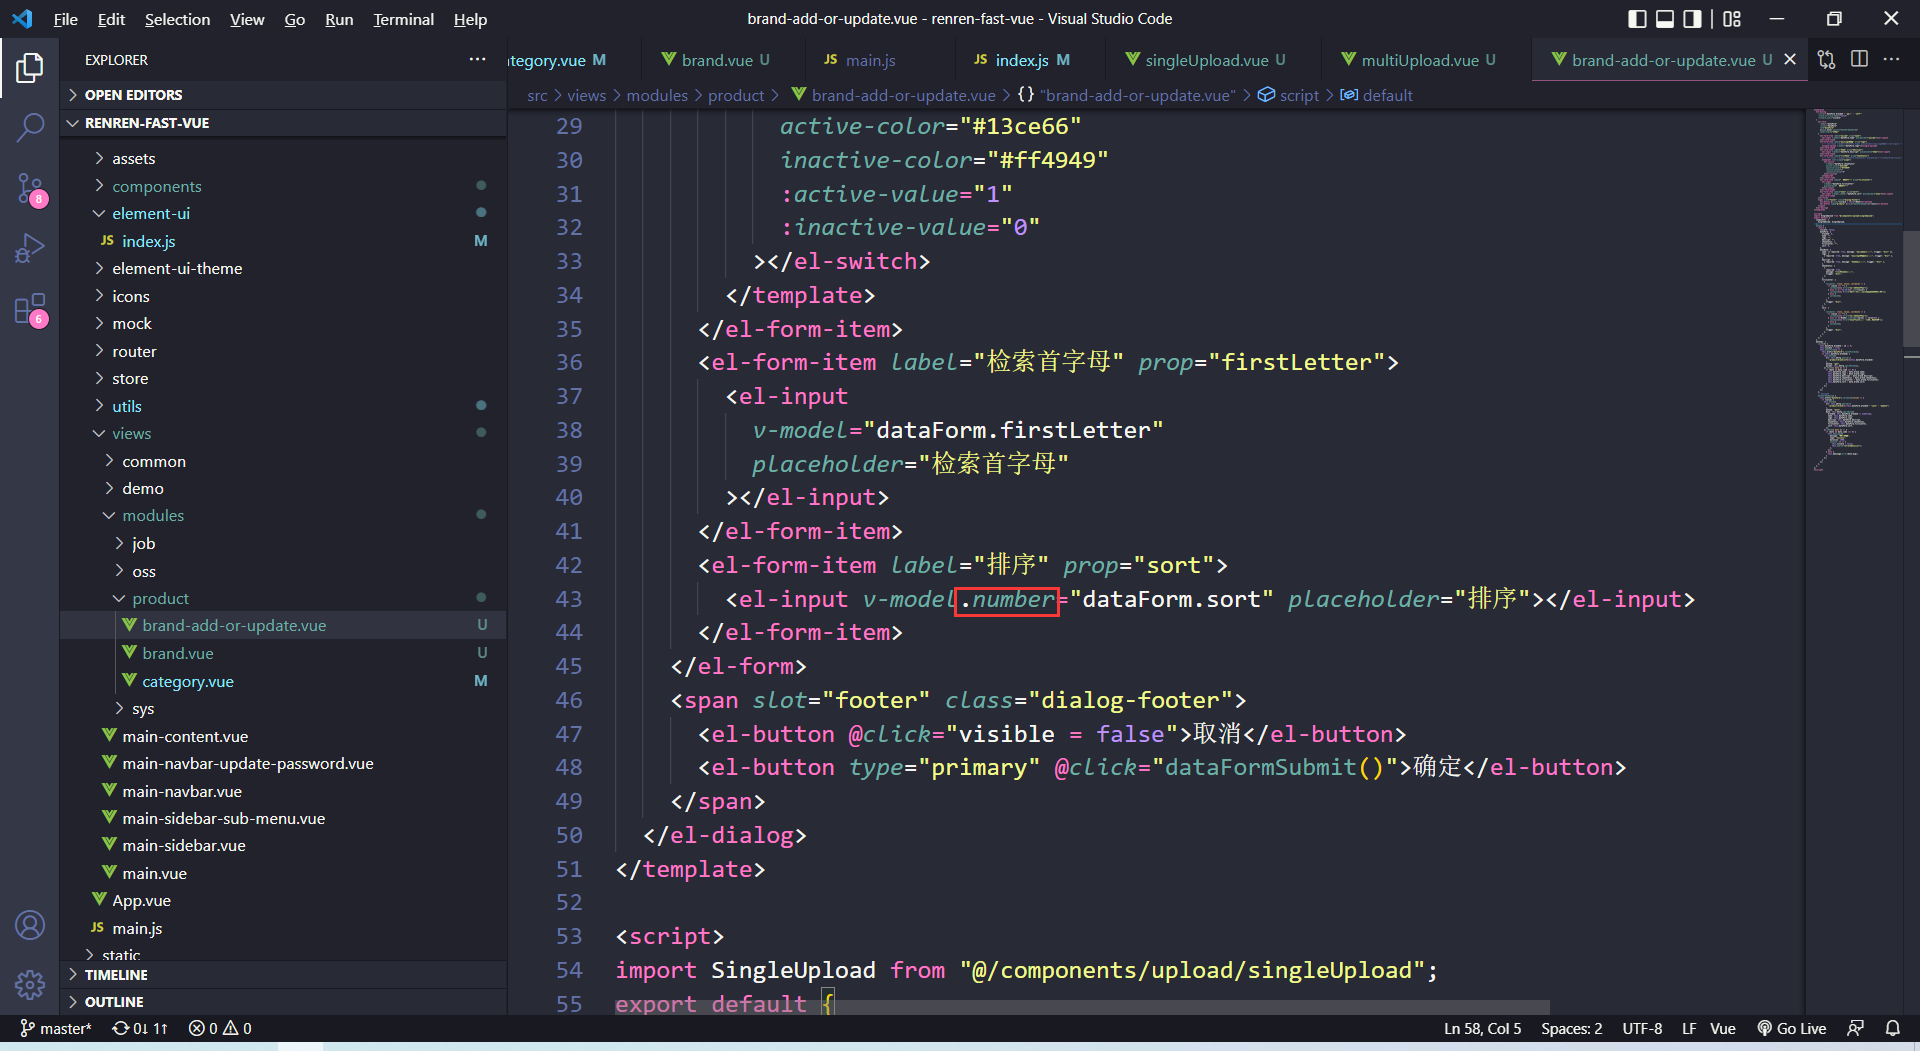 File Edit Selection View Go Run Terminal Help
brand-add-or-update.vue - renren-fast-vue - Visual Studio Code
EXPLORER
OPEN EDITORS
RENREN-FAST-VUE
assets
components
element-ui
JS index.js M
element-ui-theme
icons
mock
router
store
utils
views
common
demo
modules
job
oss
product
brand-add-or-update.vue U
brand.vue U
category.vue M
sys
main-content.vue
main-navbar-update-password.vue
main-navbar.vue
main-sidebar-sub-menu.vue
main-sidebar.vue
main.vue
App.vue
JS main.js
static
TIMELINE
OUTLINE
8
6
tegory.vue M
brand.vue U
JS main.js
JS index.js M
singleUpload.vue U
multiUpload.vue U
brand-add-or-update.vue U
src > views > modules > product > brand-add-or-update.vue > {} "brand-add-or-update.vue" > script > default
29 active-color="#13ce66"
30 inactive-color="#ff4949"
31 :active-value="1"
32 :inactive-value="0"
33 ></el-switch>
34 </template>
35 </el-form-item>
36 <el-form-item label="检索首字母" prop="firstLetter">
37 <el-input
38 v-model="dataForm.firstLetter"
39 placeholder="检索首字母"
40 ></el-input>
41 </el-form-item>
42 <el-form-item label="排序" prop="sort">
43 <el-input v-model.number="dataForm.sort" placeholder="排序"></el-input>
44 </el-form-item>
45 </el-form>
46 <span slot="footer" class="dialog-footer">
47 <el-button @click="visible = false">取消</el-button>
48 <el-button type="primary" @click="dataFormSubmit()">确定</el-button>
49 </span>
50 </el-dialog>
51 </template>
52
53 <script>
54 import SingleUpload from "@/components/upload/singleUpload";
55 export default {
master* 0↓ 1↑ 0 0
Ln 58, Col 5 Spaces: 2 UTF-8 LF Vue Go Live